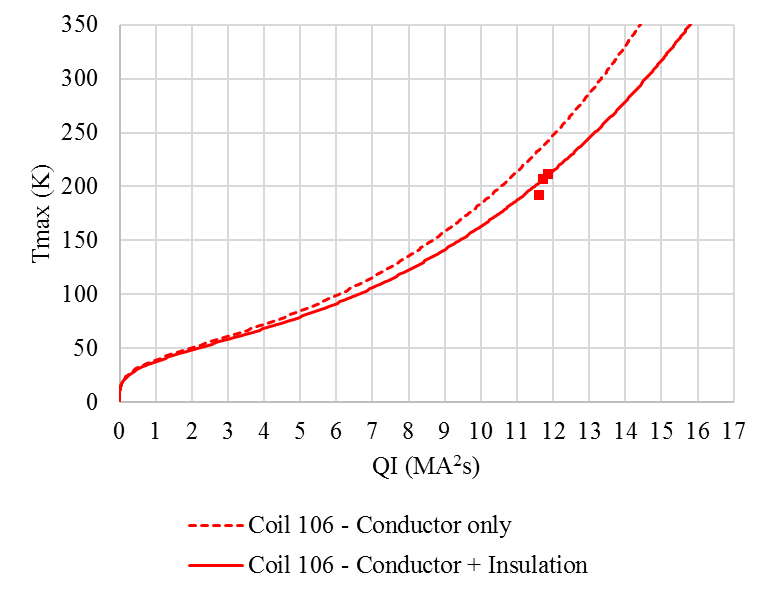 350
300
250
200
150
100
50
0
Tmax (K)
0 1 2 3 4 5 6 7 8 9 10 11 12 13 14 15 16 17
QI (MA²s)
Coil 106 - Conductor only
Coil 106 - Conductor + Insulation